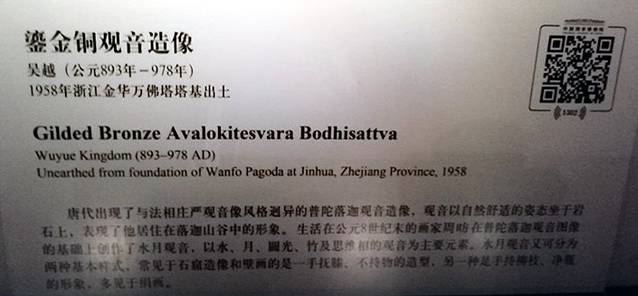 鎏金铜观音造像
吴越（公元893年－978年）
1958年浙江金华万佛塔塔基出土
1302
Gilded Bronze Avalokitesvara Bodhisattva
Wuyue Kingdom (893–978 AD)
Unearthed from foundation of Wanfo Pagoda at Jinhua, Zhejiang Province, 1958
唐代出现了与法相庄严观音像风格迥异的普陀落迦观音造像，观音以自然舒适的姿态坐于岩
石上，表现了他居住在落迦山谷中的形象。生活在公元8世纪末的画家周昉在普陀落迦观音图像
的基础上创作了水月观音，以水、月、圆光、竹及思维相的观音为主要元素。水月观音又可分为
两种基本样式，常见于石窟造像和壁画的是一手抚膝、不持物的造型，另一种是手持柳枝、净瓶
的形象，多见于绢画。